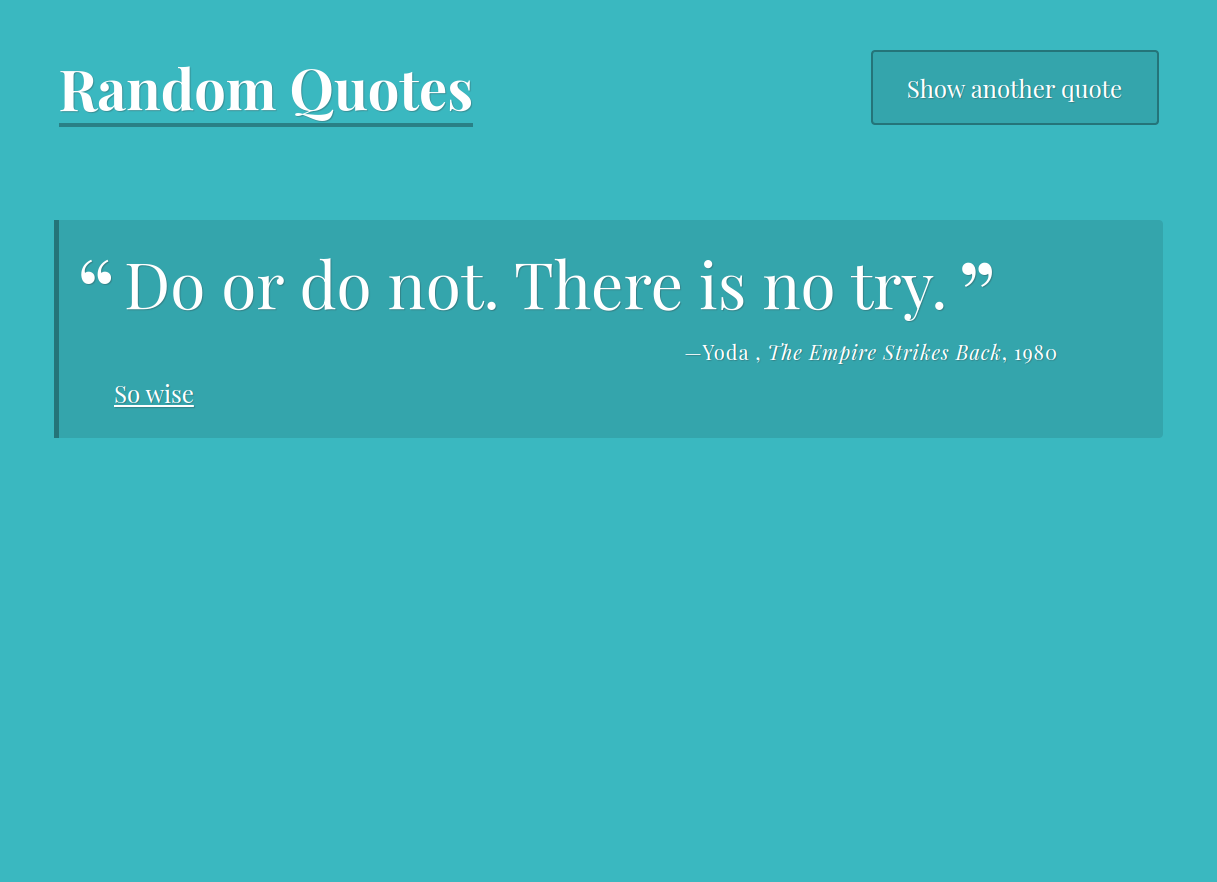 Random Quotes
Show another quote
“ Do or do not. There is no try. ”
—Yoda , The Empire Strikes Back, 1980
So wise